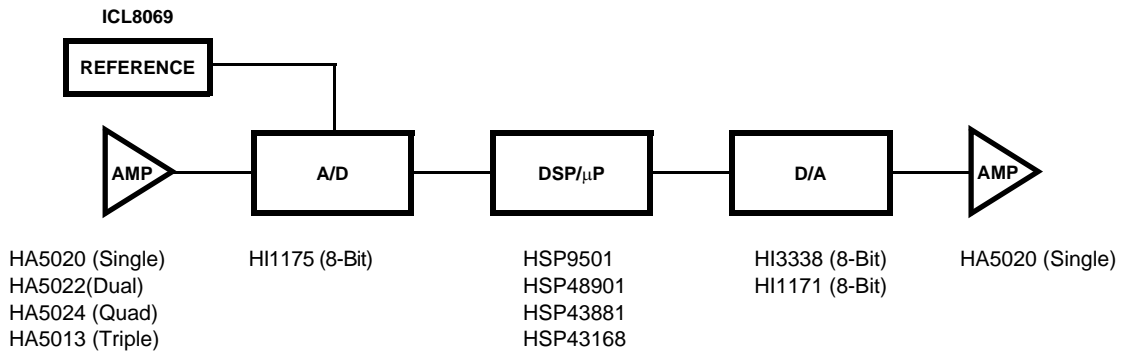 ICL8069
REFERENCE
AMP
A/D
DSP/μP
D/A
AMP
HA5020 (Single)
HA5022(Dual)
HA5024 (Quad)
HA5013 (Triple)
HI1175 (8-Bit)
HSP9501
HSP48901
HSP43881
HSP43168
HI3338 (8-Bit)
HI1171 (8-Bit)
HA5020 (Single)